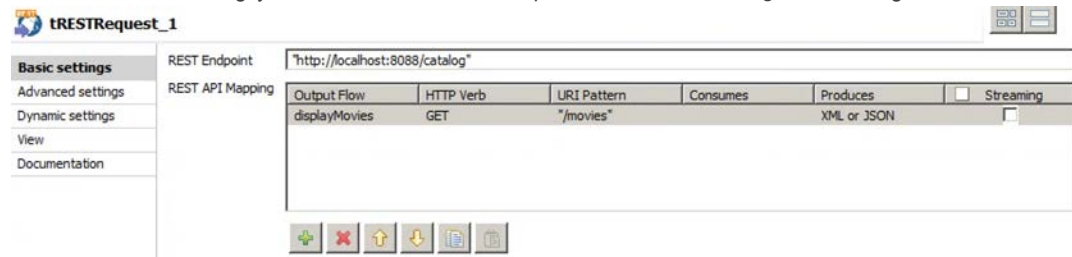 tRESTRequest_1
Basic settings
Advanced settings
Dynamic settings
View
Documentation
REST Endpoint
"http://localhost:8088/catalog"
REST API Mapping
Output Flow HTTP Verb URI Pattern Consumes Produces Streaming
displayMovies GET "/movies" XML or JSON